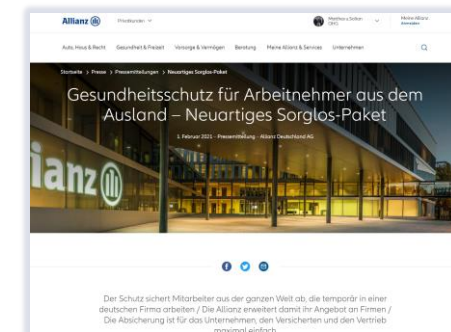 Allianz
Privatkunden
Meine Allianz
Anmelden
Auto, Haus & Recht Gesundheit & Freizeit Vorsorge & Vermögen Beratung Meine Allianz & Services Unternehmen
Startseite > Presse > Pressemitteilungen > Neuartiges Sorglos-Paket
Gesundheitsschutz für Arbeitnehmer aus dem
Ausland – Neuartiges Sorglos-Paket
1. Februar 2021 - Pressemitteilung - Allianz Deutschland AG
ianz
Der Schutz sichert Mitarbeiter aus der ganzen Welt ab, die temporär in einer
deutschen Firma arbeiten / Die Allianz erweitert damit ihr Angebot an Firmen /
Die Absicherung ist für das Unternehmen, den Versicherten und den Vertrieb
maximal einfach